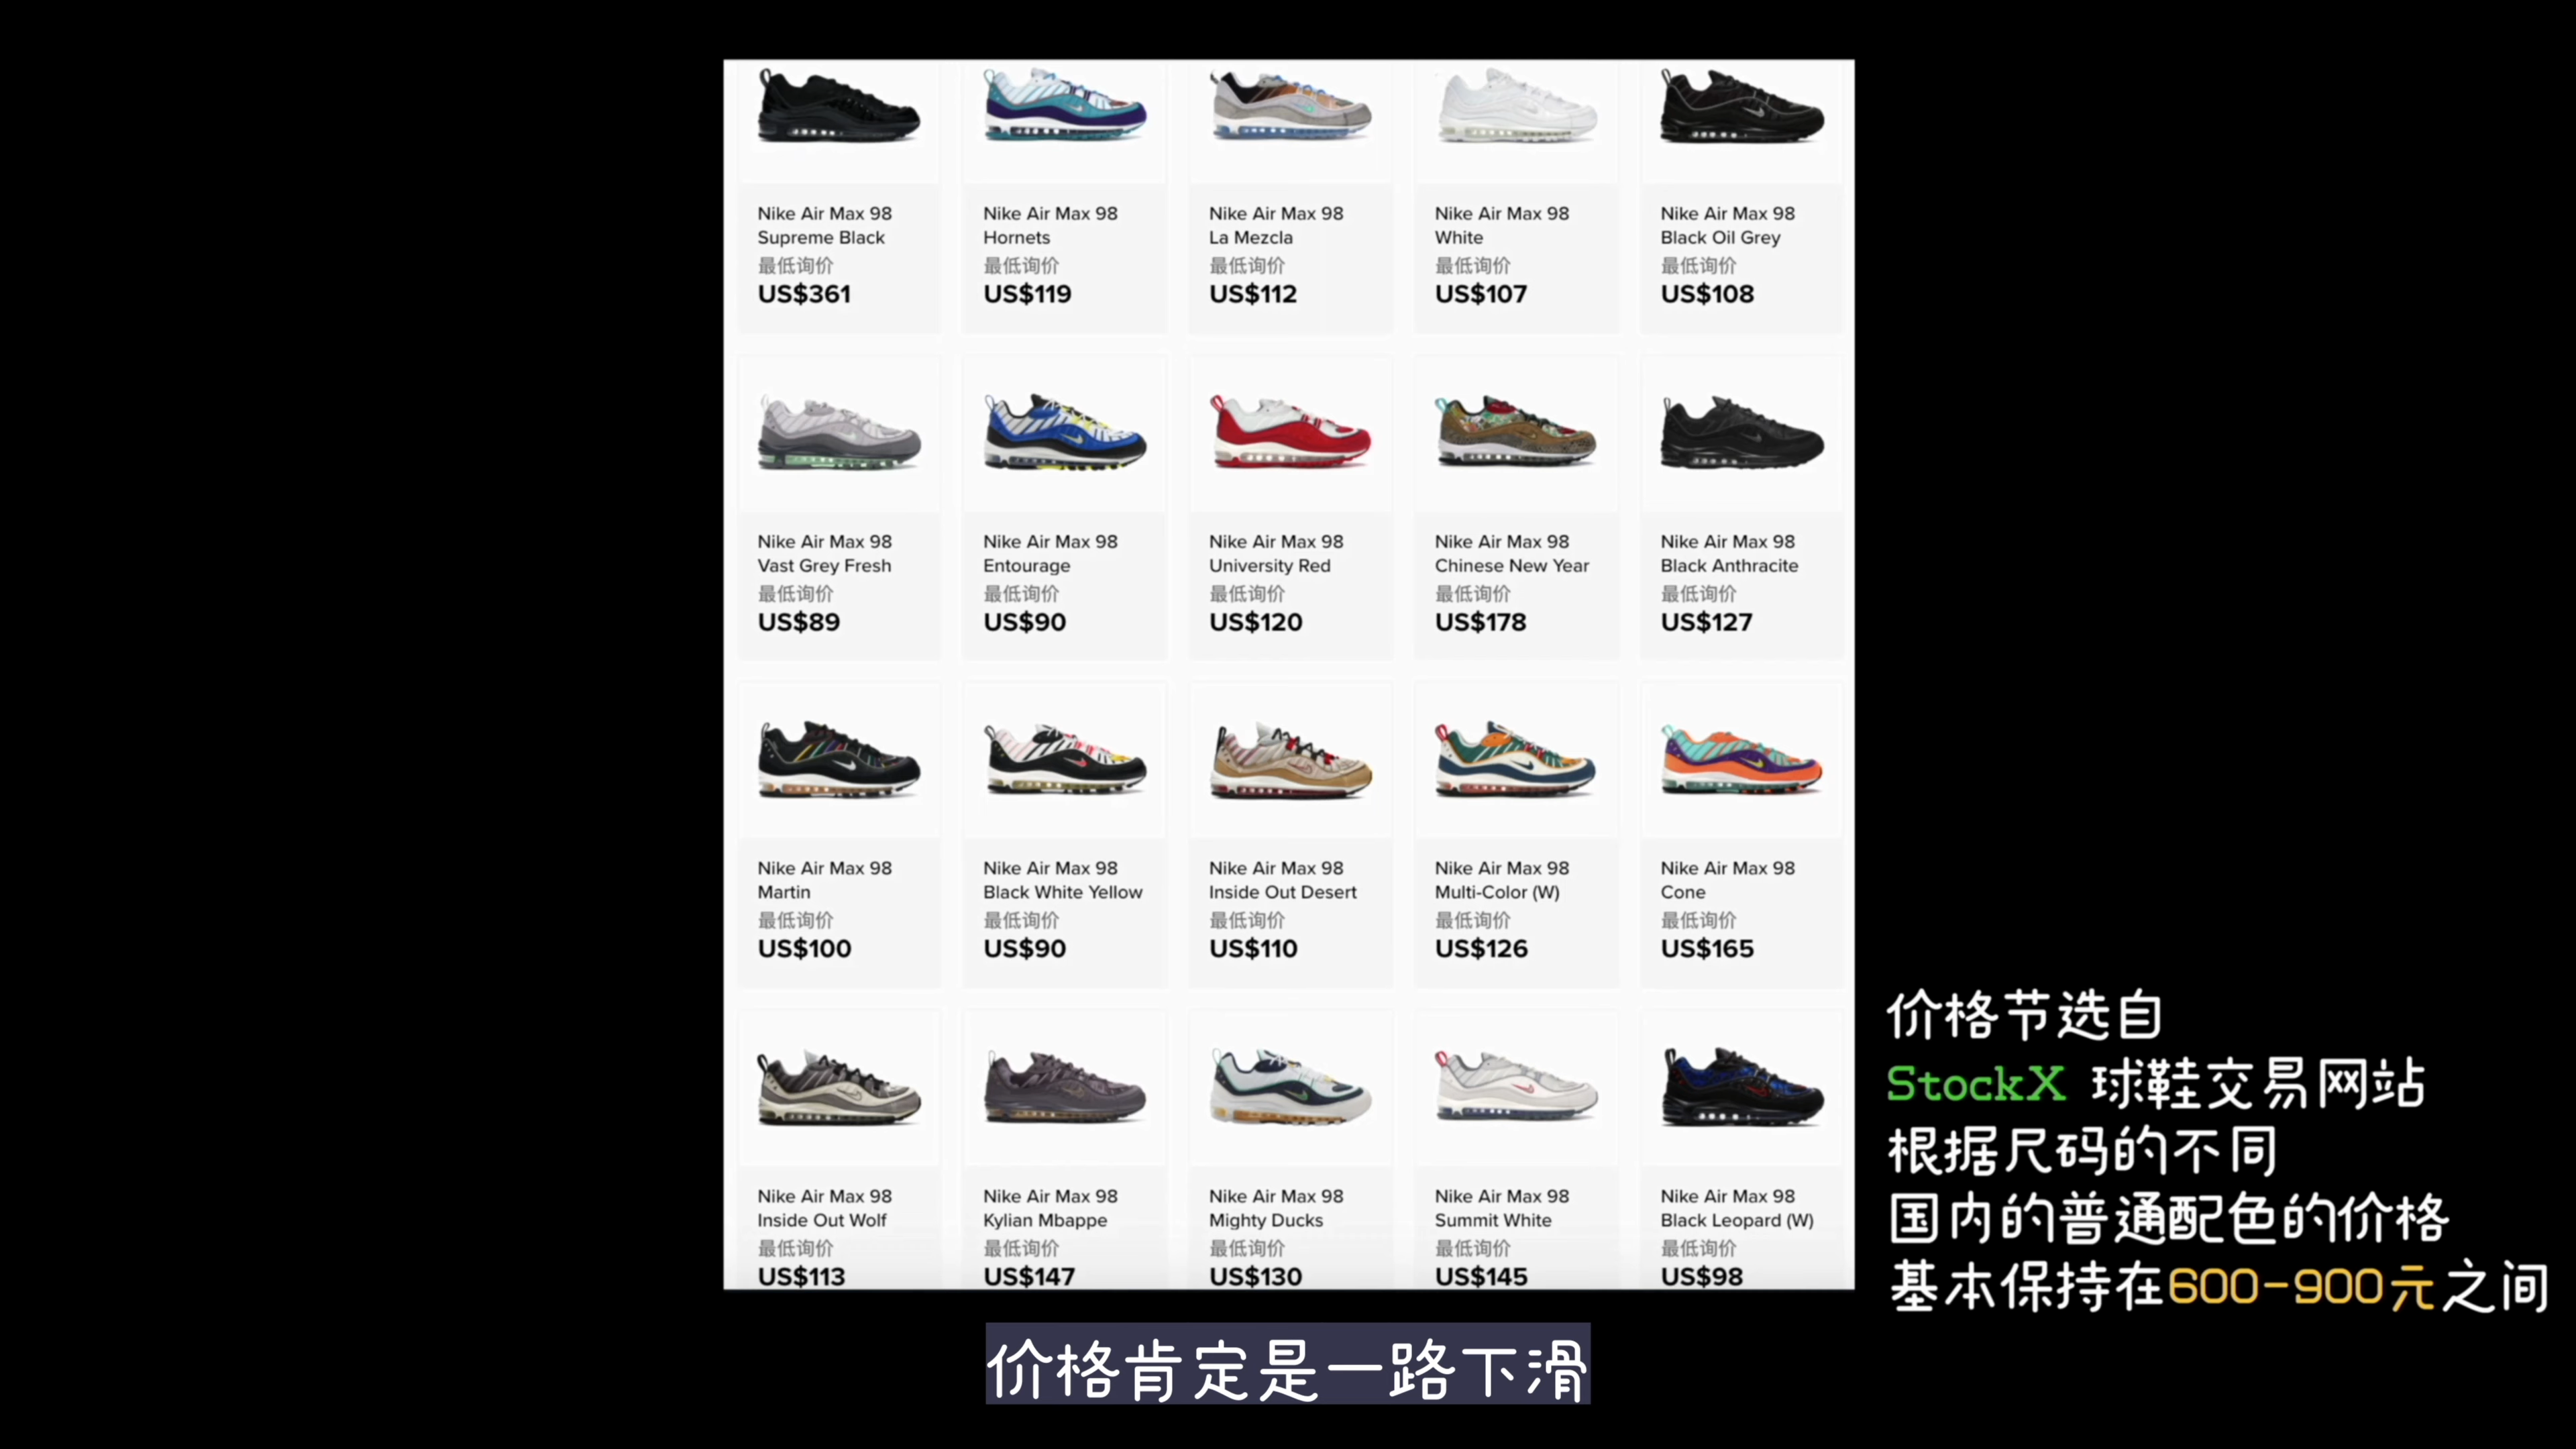 Nike Air Max 98
Supreme Black
最低询价
US$361
Nike Air Max 98
Hornets
最低询价
US$119
Nike Air Max 98
La Mezcla
最低询价
US$112
Nike Air Max 98
White
最低询价
US$107
Nike Air Max 98
Black Oil Grey
最低询价
US$108
Nike Air Max 98
Vast Grey Fresh
最低询价
US$89
Nike Air Max 98
Entourage
最低询价
US$90
Nike Air Max 98
University Red
最低询价
US$120
Nike Air Max 98
Chinese New Year
最低询价
US$178
Nike Air Max 98
Black Anthracite
最低询价
US$127
Nike Air Max 98
Martin
最低询价
US$100
Nike Air Max 98
Black White Yellow
最低询价
US$90
Nike Air Max 98
Inside Out Desert
最低询价
US$110
Nike Air Max 98
Multi-Color (W)
最低询价
US$126
Nike Air Max 98
Cone
最低询价
US$165
Nike Air Max 98
Inside Out Wolf
最低询价
US$113
Nike Air Max 98
Kylian Mbappe
最低询价
US$147
Nike Air Max 98
Mighty Ducks
最低询价
US$130
Nike Air Max 98
Summit White
最低询价
US$145
Nike Air Max 98
Black Leopard (W)
最低询价
US$98
价格节选自
StockX 球鞋交易网站
根据尺码的不同
国内的普通配色的价格
基本保持在600-900元之间
价格肯定是一路下滑